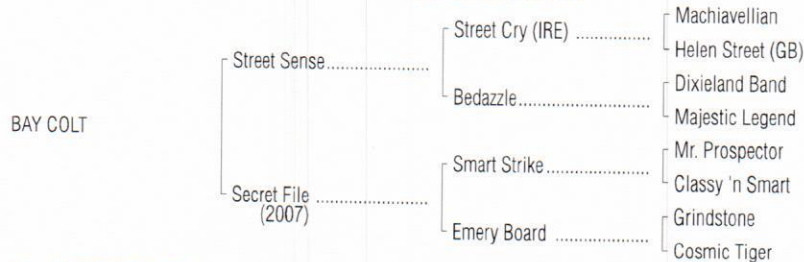 Machiavellian
Street Cry (IRE) ..................
Helen Street (GB)
Street Sense......................
Dixieland Band
Bedazzle............................
Majestic Legend
BAY COLT
Mr. Prospector
Smart Strike .......................
Classy 'n Smart
Secret File ..........................
(2007)
Grindstone
Emery Board ......................
Cosmic Tiger